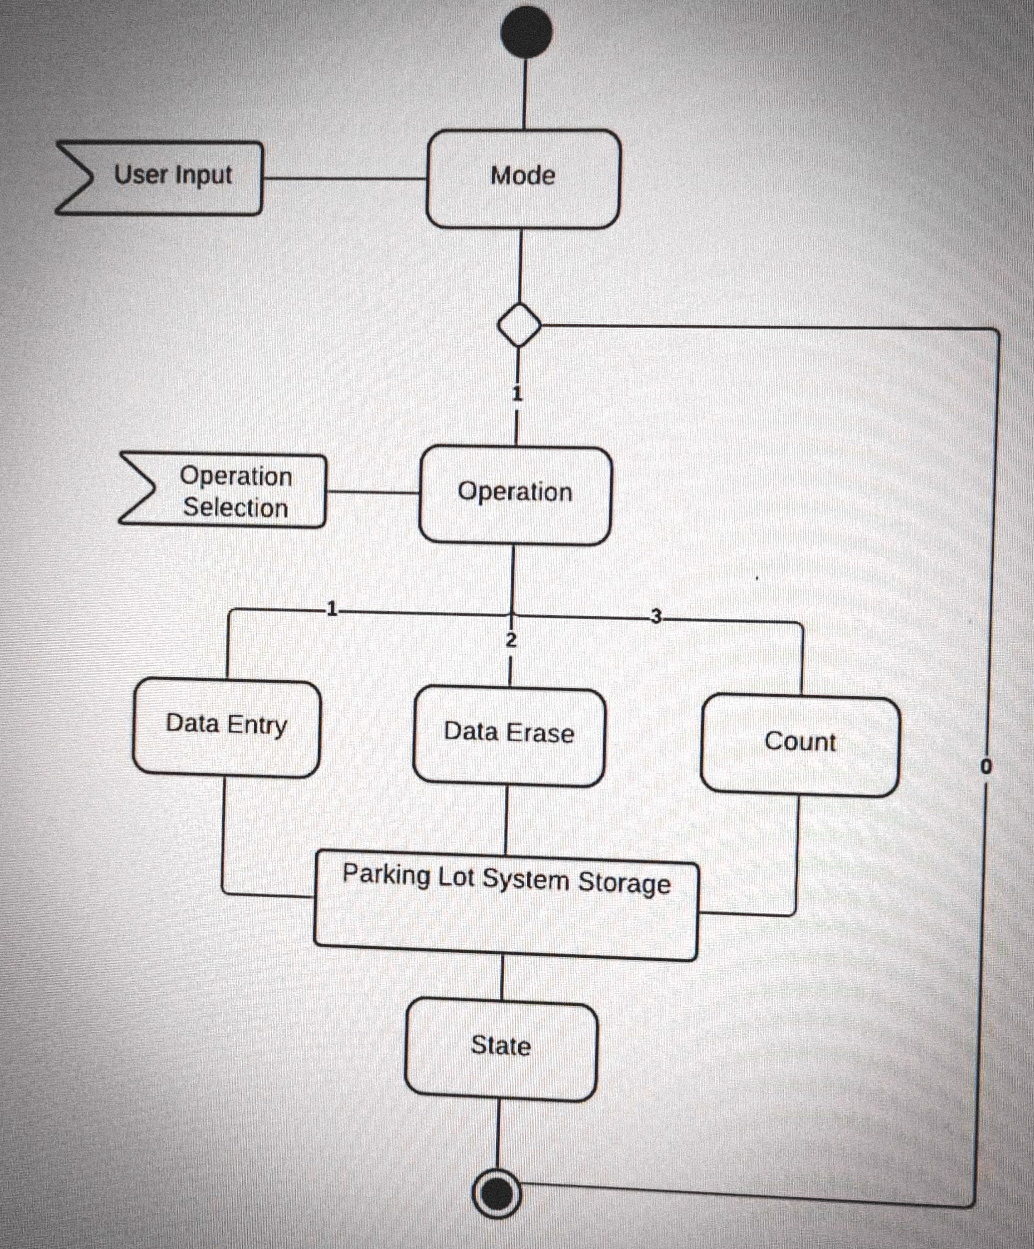 User Input
Mode
1
Operation
Selection
Operation
1
2
3
Data Entry
Data Erase
Count
0
Parking Lot System Storage
State